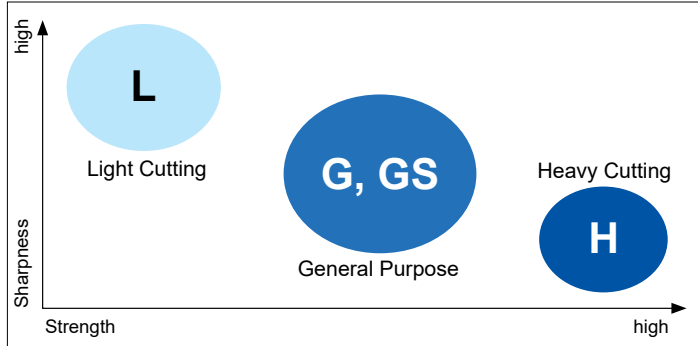 high
L
Light Cutting
G, GS
General Purpose
Heavy Cutting
H
Sharpness
Strength
high